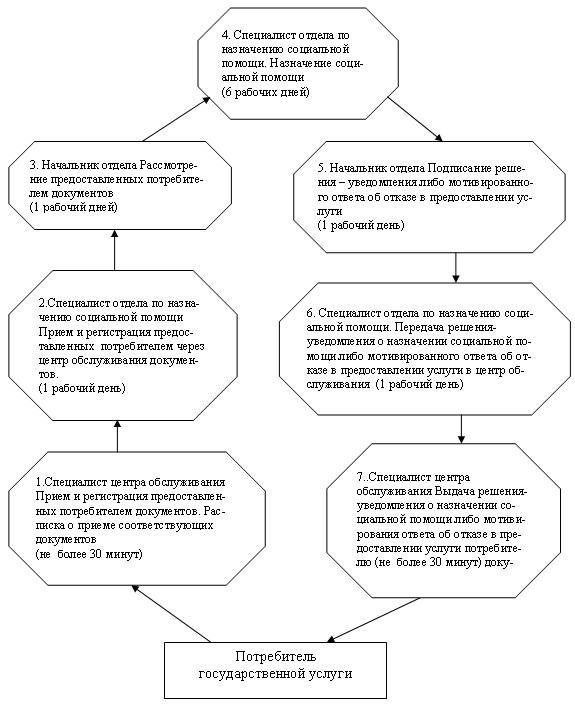 4. Специалист отдела по
назначению социальной
помощи. Назначение соци-
альной помощи
(6 рабочих дней)
3. Начальник отдела Рассмотре-
ние предоставленных потребите-
лем документов
(1 рабочий дней)
5. Начальник отдела Подписание реше-
ния – уведомления либо мотивированно-
го ответа об отказе в предоставлении ус-
луги
(1 рабочий день)
2.Специалист отдела по назна-
чению социальной помощи
Прием и регистрация предос-
тавленных потребителем через
центр обслуживания докумен-
тов.
(1 рабочий день)
6. Специалист отдела по назначению соци-
альной помощи. Передача решения-
уведомления о назначении социальной по-
мощи либо мотивированного ответа об от-
казе в предоставлении услуги в центр об-
служивания (1 рабочий день)
1.Специалист центра обслуживания
Прием и регистрация предоставлен-
ных потребителем документов. Рас-
писка о приеме соответствующих
документов
(не более 30 минут)
7..Специалист центра
обслуживания Выдача решения-
уведомления о назначении со-
циальной помощи либо мотиви-
рования ответа об отказе в пре-
доставлении услуги потребите-
лю (не более 30 минут) доку-
Потребитель
государственной услуги